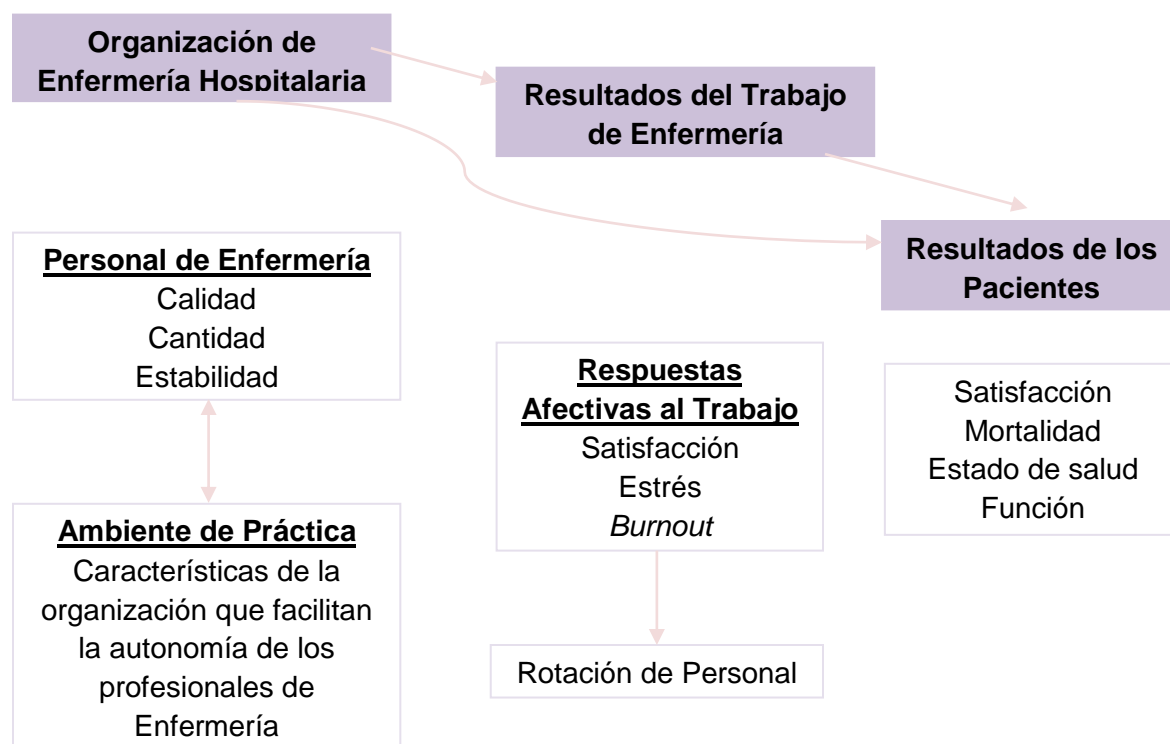 Organización de
Enfermería Hospitalaria
Resultados del Trabajo
de Enfermería
Resultados de los
Pacientes
Personal de Enfermería
Calidad
Cantidad
Estabilidad
Ambiente de Práctica
Características de la
organización que facilitan
la autonomía de los
profesionales de
Enfermería
Respuestas
Afectivas al Trabajo
Satisfacción
Estrés
Burnout
Rotación de Personal
Satisfacción
Mortalidad
Estado de salud
Función